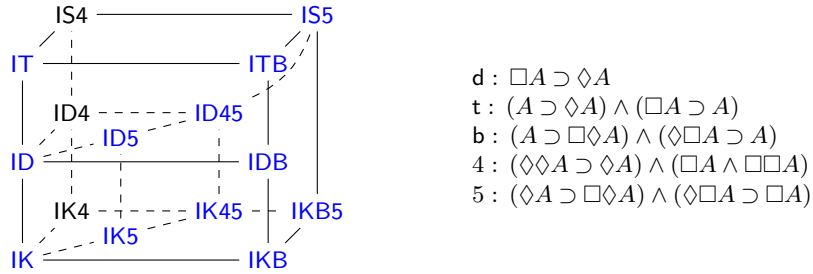 IS4 IS5
IT ITB
ID4 ID45
ID5
ID IDB
IK4 IK45 IKB5
IK5
IK IKB
d : □A ⊃ ◊A
t : (A ⊃ ◊A) ∧ (□A ⊃ A)
b : (A ⊃ □◊A) ∧ (◊□A ⊃ A)
4 : (◊◊A ⊃ ◊A) ∧ (□A ∧ □□A)
5 : (◊A ⊃ □◊A) ∧ (◊□A ⊃ □A)